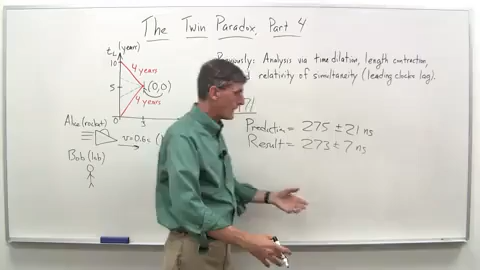 The Twin Paradox, Part 4
t_L (years)
10
4 years
5
(0,0)
4 years
0
3
Alice (rocket)
v=0.6c
Bob (lab)
Analysis via time dilation, length contraction,
relativity of simultaneity (leading clocks lag).
Prediction = 275 ± 21 ns
Result = 273 ± 7 ns